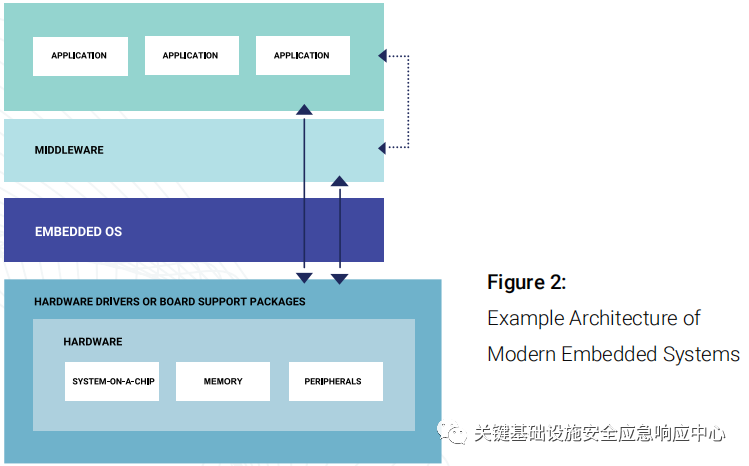 APPLICATION APPLICATION APPLICATION
MIDDLEWARE
EMBEDDED OS
HARDWARE DRIVERS OR BOARD SUPPORT PACKAGES
HARDWARE
SYSTEM-ON-A-CHIP MEMORY PERIPHERALS
Figure 2:
Example Architecture of
Modern Embedded Systems
关键基础设施安全应急响应中心